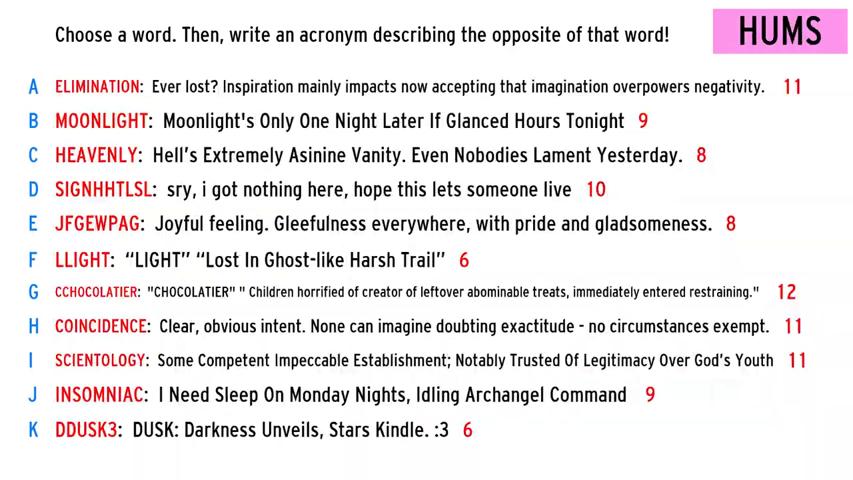 Choose a word. Then, write an acronym describing the opposite of that word! HUMS
A ELIMINATION: Ever lost? Inspiration mainly impacts now accepting that imagination overpowers negativity. 11
B MOONLIGHT: Moonlight's Only One Night Later If Glanced Hours Tonight 9
C HEAVENLY: Hell's Extremely Asinine Vanity. Even Nobodies Lament Yesterday. 8
D SIGNHHTLSL: sry, i got nothing here, hope this lets someone live 10
E JFGEWPAG: Joyful feeling. Gleefulness everywhere, with pride and gladsomeness. 8
F LLIGHT: “LIGHT” “Lost In Ghost-like Harsh Trail” 6
G CCHOCOLATIER: "CHOCOLATIER" " Children horrified of creator of leftover abominable treats, immediately entered restraining." 12
H COINCIDENCE: Clear, obvious intent. None can imagine doubting exactitude - no circumstances exempt. 11
I SCIENTOLOGY: Some Competent Impeccable Establishment; Notably Trusted Of Legitimacy Over God's Youth 11
J INSOMNIAC: I Need Sleep On Monday Nights, Idling Archangel Command 9
K DDUSK3: DUSK: Darkness Unveils, Stars Kindle. :3 6